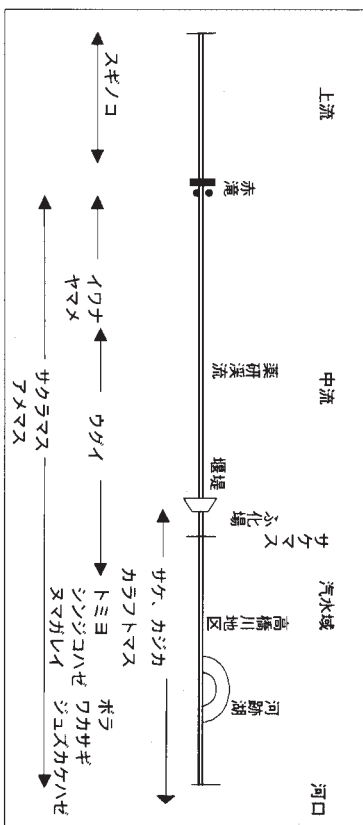 上流
中流
汽水域
河口
赤滝
薬研渓流
堰堤
サケマスふ化場
高橋川地区
河跡湖
スギノコ
イワナ
ヤマメ
ウグイ
サクラマス
アメマス
サケ、カジカ
カラフトマス
トミヨ
シンジコハゼ
ヌマガレイ
ボラ
ワカサギ
ジュズカケハゼ